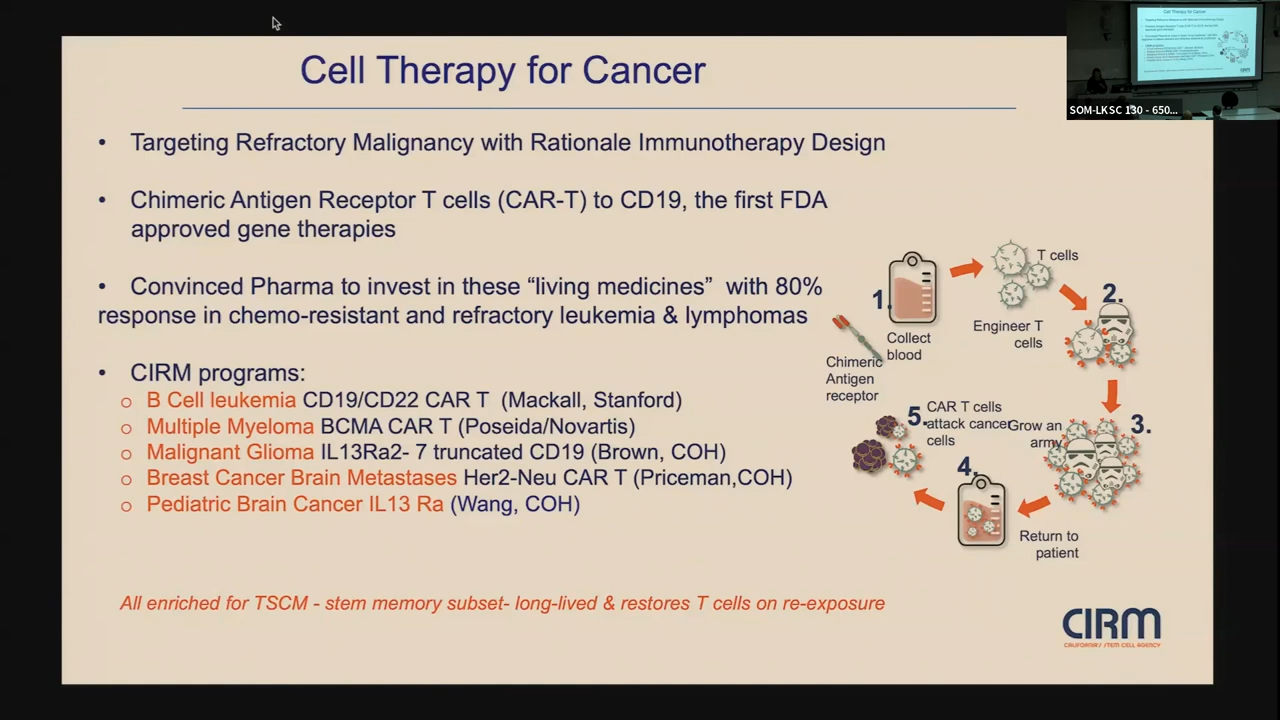 Cell Therapy for Cancer
SOM-LKSC 130 - 650...
• Targeting Refractory Malignancy with Rationale Immunotherapy Design
• Chimeric Antigen Receptor T cells (CAR-T) to CD19, the first FDA
approved gene therapies
• Convinced Pharma to invest in these “living medicines” with 80%
response in chemo-resistant and refractory leukemia & lymphomas
• CIRM programs:
o B Cell leukemia CD19/CD22 CAR T (Mackall, Stanford)
o Multiple Myeloma BCMA CAR T (Poseida/Novartis)
o Malignant Glioma IL13Ra2- 7 truncated CD19 (Brown, COH)
o Breast Cancer Brain Metastases Her2-Neu CAR T (Priceman,COH)
o Pediatric Brain Cancer IL13 Ra (Wang, COH)
All enriched for TSCM - stem memory subset- long-lived & restores T cells on re-exposure
1.
Collect
blood
T cells
Chimeric
Antigen
receptor
2.
Engineer T
cells
3.
Grow an
army
4.
Return to
patient
5.
CAR T cells
attack cancer
cells
CIRM
CALIFORNIA'S STEM CELL AGENCY